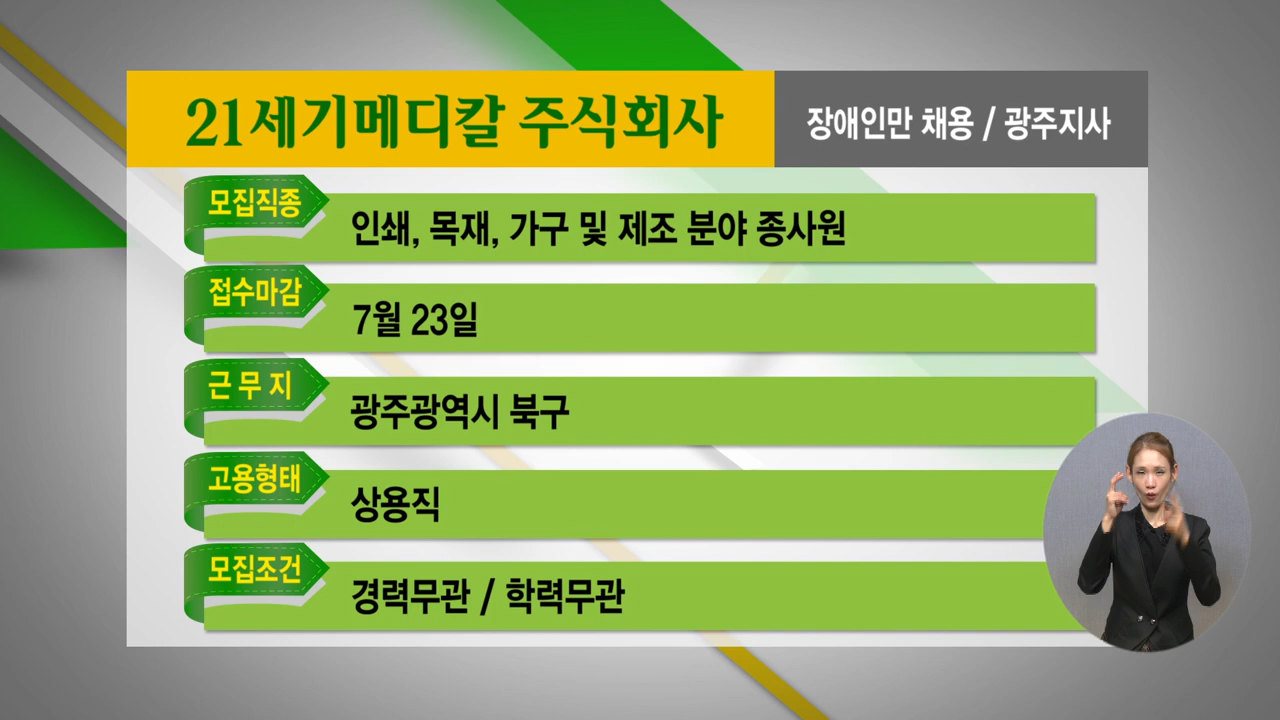 21세기메디칼 주식회사
장애인만 채용 / 광주지사
모집직종
인쇄, 목재, 가구 및 제조 분야 종사원
접수마감
7월 23일
근 무 지
광주광역시 북구
고용형태
상용직
모집조건
경력무관 / 학력무관